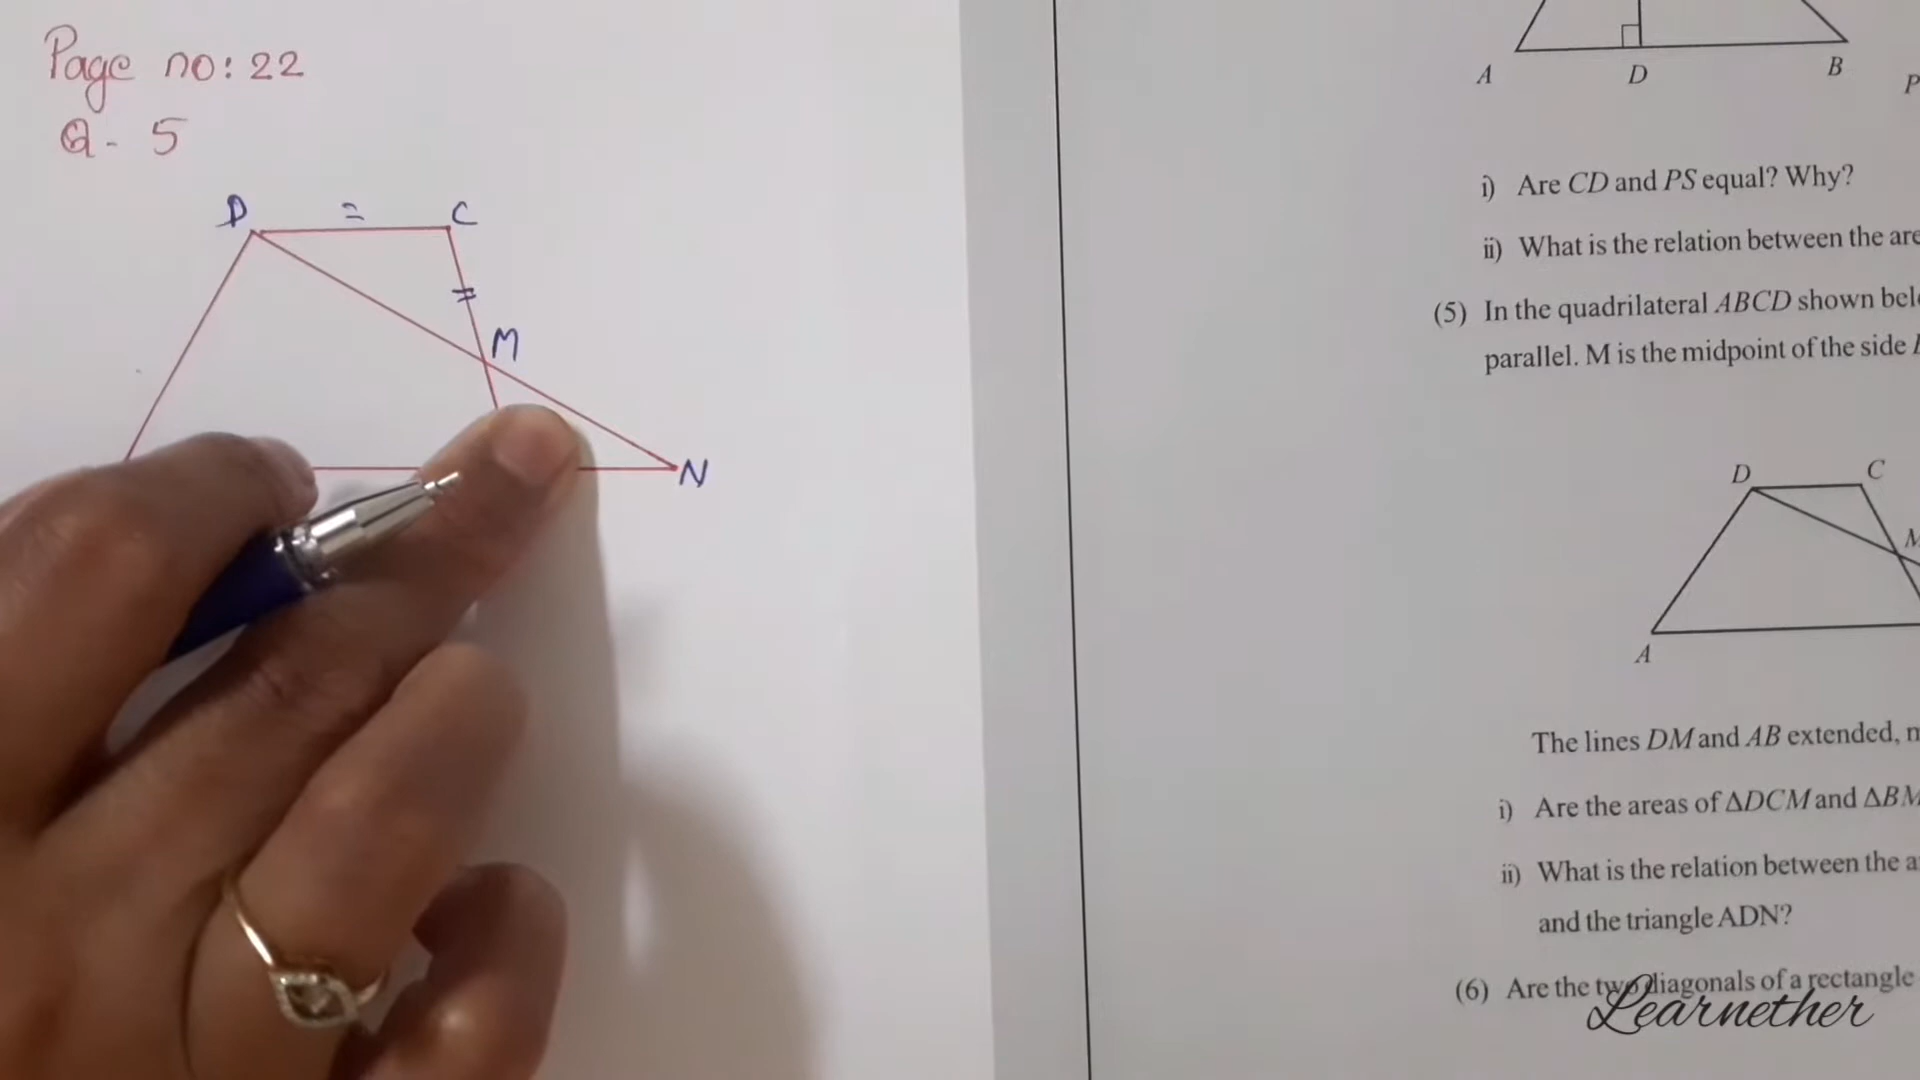 Page no: 22
Q- 5
D = C
M
N
A D B
i) Are CD and PS equal? Why?
ii) What is the relation between the
(5) In the quadrilateral ABCD shown
parallel. M is the midpoint of the side
D C
M
A
The lines DM and AB extended,
i) Are the areas of ΔDCM and
ii) What is the relation between the
and the triangle ADN?
(6) Are the two diagonals of a rectangle
Learnether